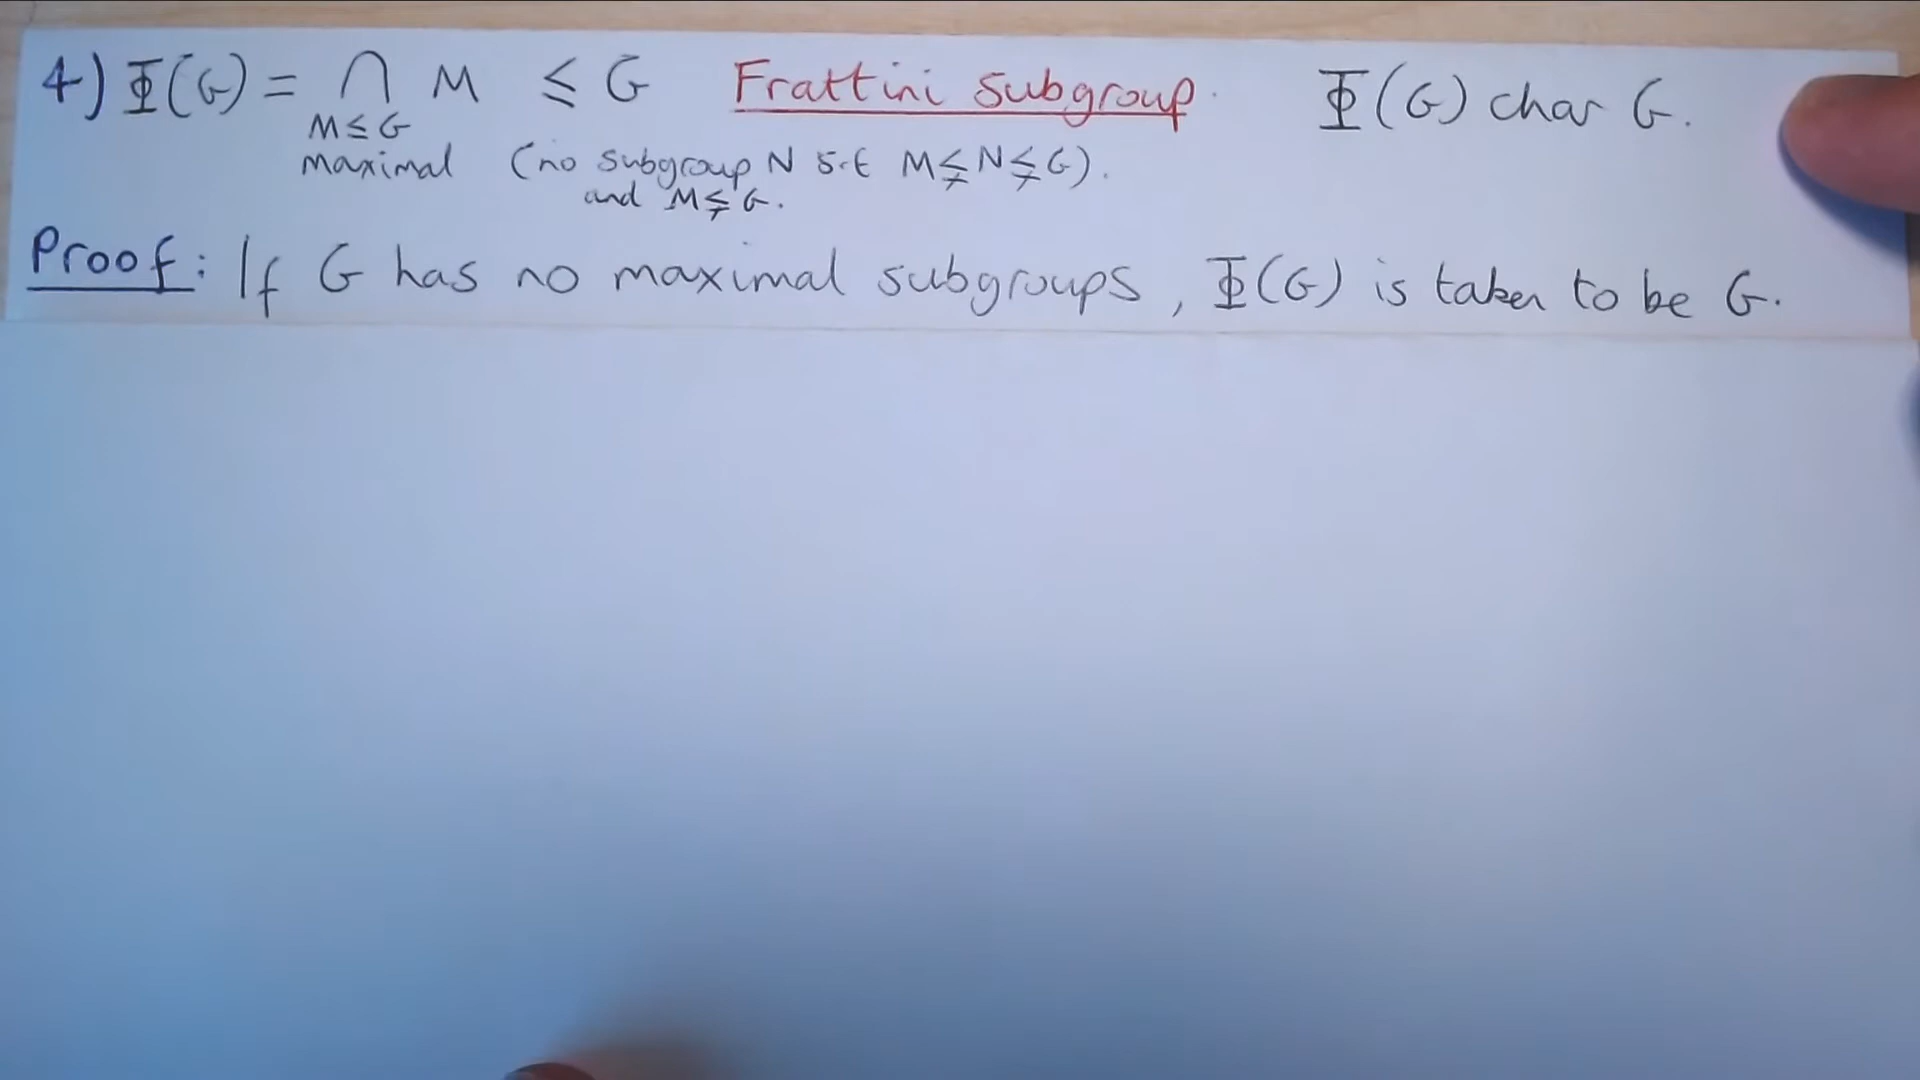 4) Φ(G) = ∩ M ≤ G Frattini Subgroup. Φ(G) char G.
M≤G
maximal (no subgroup N s.t M⪇N⪇G).
and M⪇G.
Proof: If G has no maximal subgroups, Φ(G) is taken to be G.